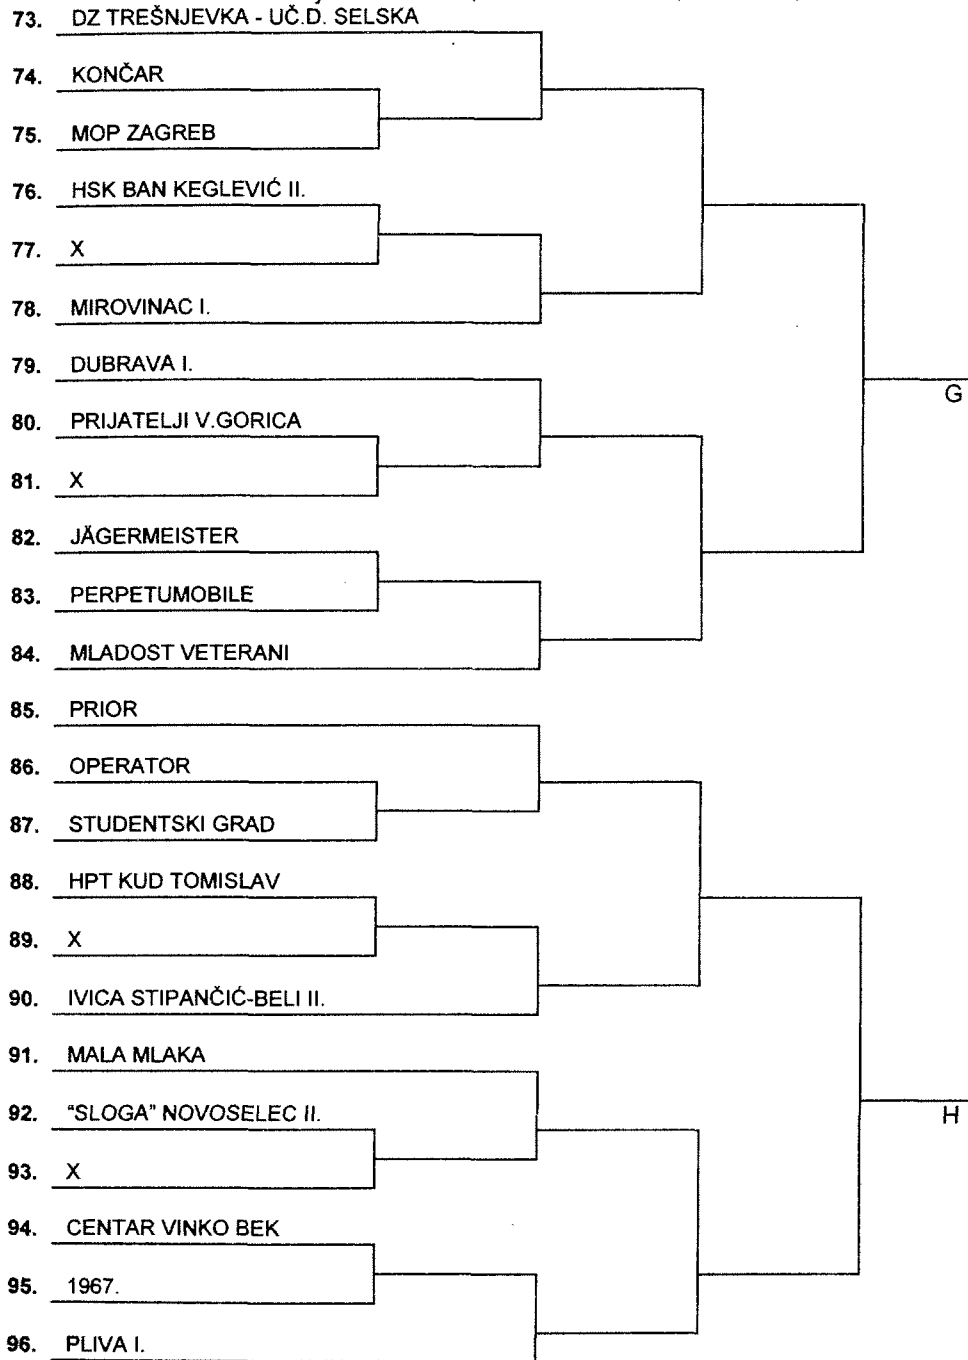 73. DZ TREŠNJEVKA - UČ.D. SELSKA
74. KONČAR
75. MOP ZAGREB
76. HSK BAN KEGLEVIĆ II.
77. X
78. MIROVINAC I.
79. DUBRAVA I.
G
80. PRIJATELJI V.GORICA
81. X
82. JÄGERMEISTER
83. PERPETUMOBILE
84. MLADOST VETERANI
85. PRIOR
86. OPERATOR
87. STUDENTSKI GRAD
88. HPT KUD TOMISLAV
89. X
90. IVICA STIPANČIĆ-BELI II.
91. MALA MLAKA
92. "SLOGA" NOVOSELEC II.
H
93. X
94. CENTAR VINKO BEK
95. 1967.
96. PLIVA I.